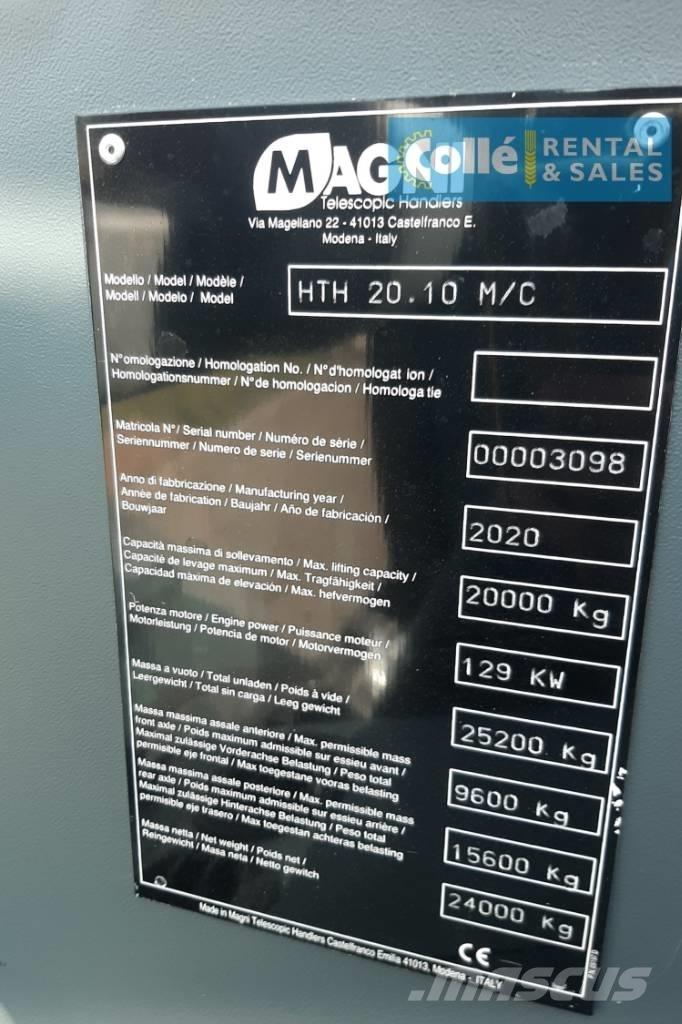 MAG
Collé RENTAL & SALES
Telescopic Handlers
Via Magellano 22 - 41013 Castelfranco E.
Modena - Italy
Modello / Model / Modèle /
Modell / Modelo / Model
HTH 20.10 M/C
N°omologazione / Homologation No. / N°d'homologat ion /
Homologationsnummer / N°de homologacion / Homologa tie
Matricola N°/ Serial number / Numéro de série /
Seriennummer / Numero de serie / Serienummer
00003098
Anno di fabbricazione / Manufacturing year /
Année de fabrication / Baujahr / Año de fabricación /
Bouwjaar
2020
Capacità massima di sollevamento / Max. lifting capacity /
Capacité de levage maximum / Max. Tragfähigkeit /
Capacidad máxima de elevación / Max. hefvermogen
20000 Kg
Potenza motore / Engine power / Puissance moteur /
Motorleistung / Potencia de motor / Motorvermogen
129 KW
Massa a vuoto / Total unladen / Poids à vide /
Leergewicht / Total sin carga / Leeg gewicht
25200 Kg
Massa massima assale anteriore / Max. permissible mass
front axle / Poids maximum admissible sur essieu avant /
Maximal zulässige Vorderachse Belastung / Peso total
permisible eje frontal / Max toegestane vooras belasting
9600 Kg
Massa massima assale posteriore / Max. permissible mass
rear axle / Poids maximum admissible sur essieu arrière /
Maximal zulässige Hinterachse Belastung / Peso total
permisible eje trasero / Max toegestan achteras belasting
15600 Kg
Massa netta / Net weight / Poids net /
Reingewicht / Masa neta / Netto gewitch
24000 Kg
CE
Made in Magni Telescopic Handlers Castelfranco Emilia 41013, Modena - ITALY
MASCUS